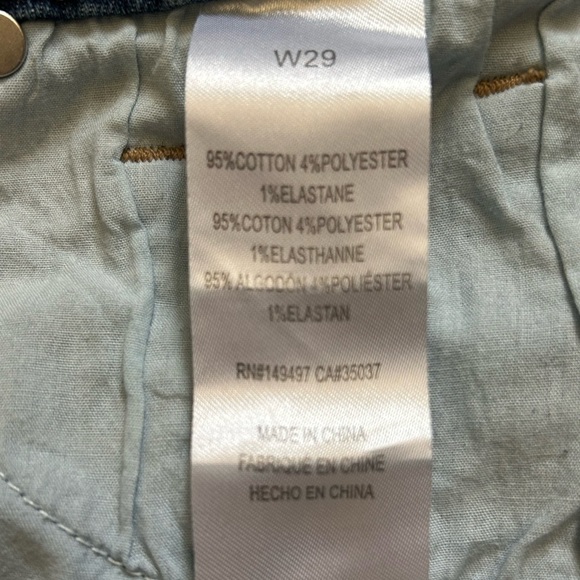 W29
95%COTTON 4%POLYESTER
1%ELASTANE
95%COTON 4%POLYESTER
1%ELASTHANNE
95% ALGODÓN 4%POLIÉSTER
1%ELASTAN
RN#149497 CA#35037
MADE IN CHINA
FABRIQUÉ EN CHINE
HECHO EN CHINA